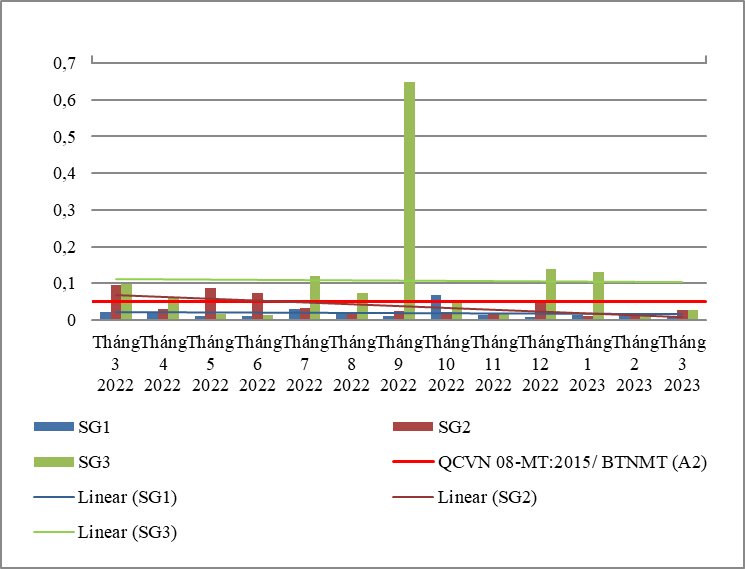 0,7
0,6
0,5
0,4
0,3
0,2
0,1
0
Tháng Tháng Tháng Tháng Tháng Tháng Tháng Tháng Tháng Tháng Tháng Tháng Tháng
3 4 5 6 7 8 9 10 11 12 1 2 3
2022 2022 2022 2022 2022 2022 2022 2022 2022 2022 2023 2023 2023
SG1 SG2
SG3 QCVN 08-MT:2015/ BTNMT (A2)
Linear (SG1) Linear (SG2)
Linear (SG3)